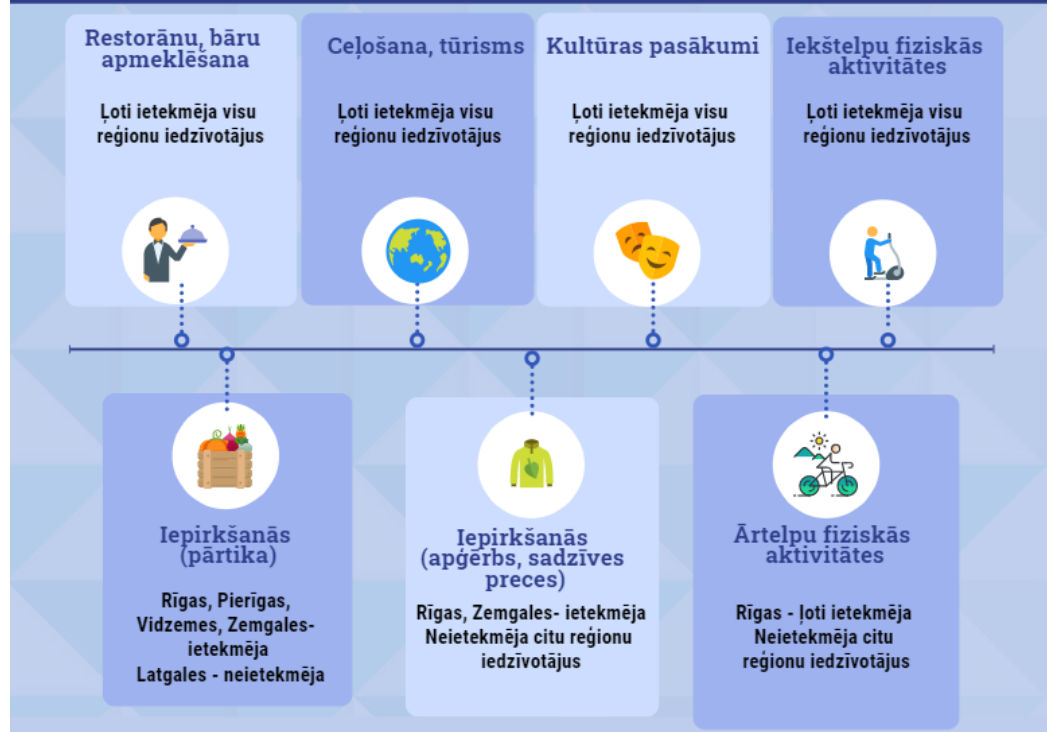 Restorānu, bāru
apmeklēšana
Ļoti ietekmēja visu
reģionu iedzīvotājus
Ceļošana, tūrisms
Ļoti ietekmēja visu
reģionu iedzīvotājus
Kultūras pasākumi
Ļoti ietekmēja visu
reģionu iedzīvotājus
Iekštelpu fiziskās
aktivitātes
Ļoti ietekmēja visu
reģionu iedzīvotājus
Iepirkšanās
(pārtika)
Rīgas, Pierīgas,
Vidzemes, Zemgales-
ietekmēja
Latgales - neietekmēja
Iepirkšanās
(apģērbs, sadzīves
preces)
Rīgas, Zemgales- ietekmēja
Neietekmēja citu reģionu
iedzīvotājus
Ārtelpu fiziskās
aktivitātes
Rīgas - ļoti ietekmēja
Neietekmēja citu
reģionu iedzīvotājus